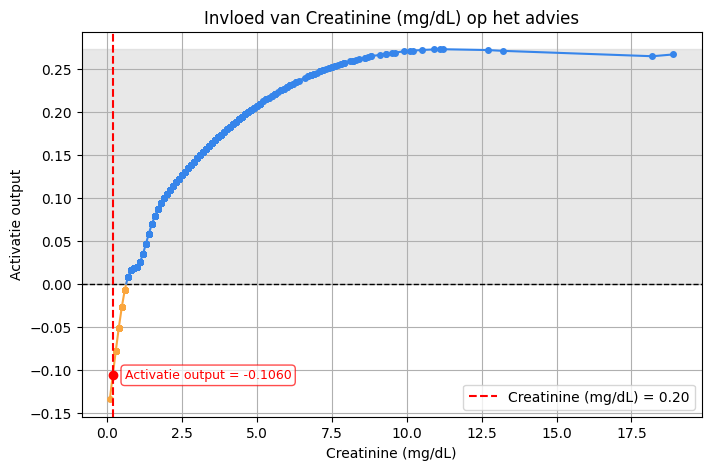 Invloed van Creatinine (mg/dL) op het advies
Activatie output
0.25
0.20
0.15
0.10
0.05
0.00
−0.05
−0.10
−0.15
Activatie output = -0.1060
Creatinine (mg/dL) = 0.20
0.0 2.5 5.0 7.5 10.0 12.5 15.0 17.5
Creatinine (mg/dL)